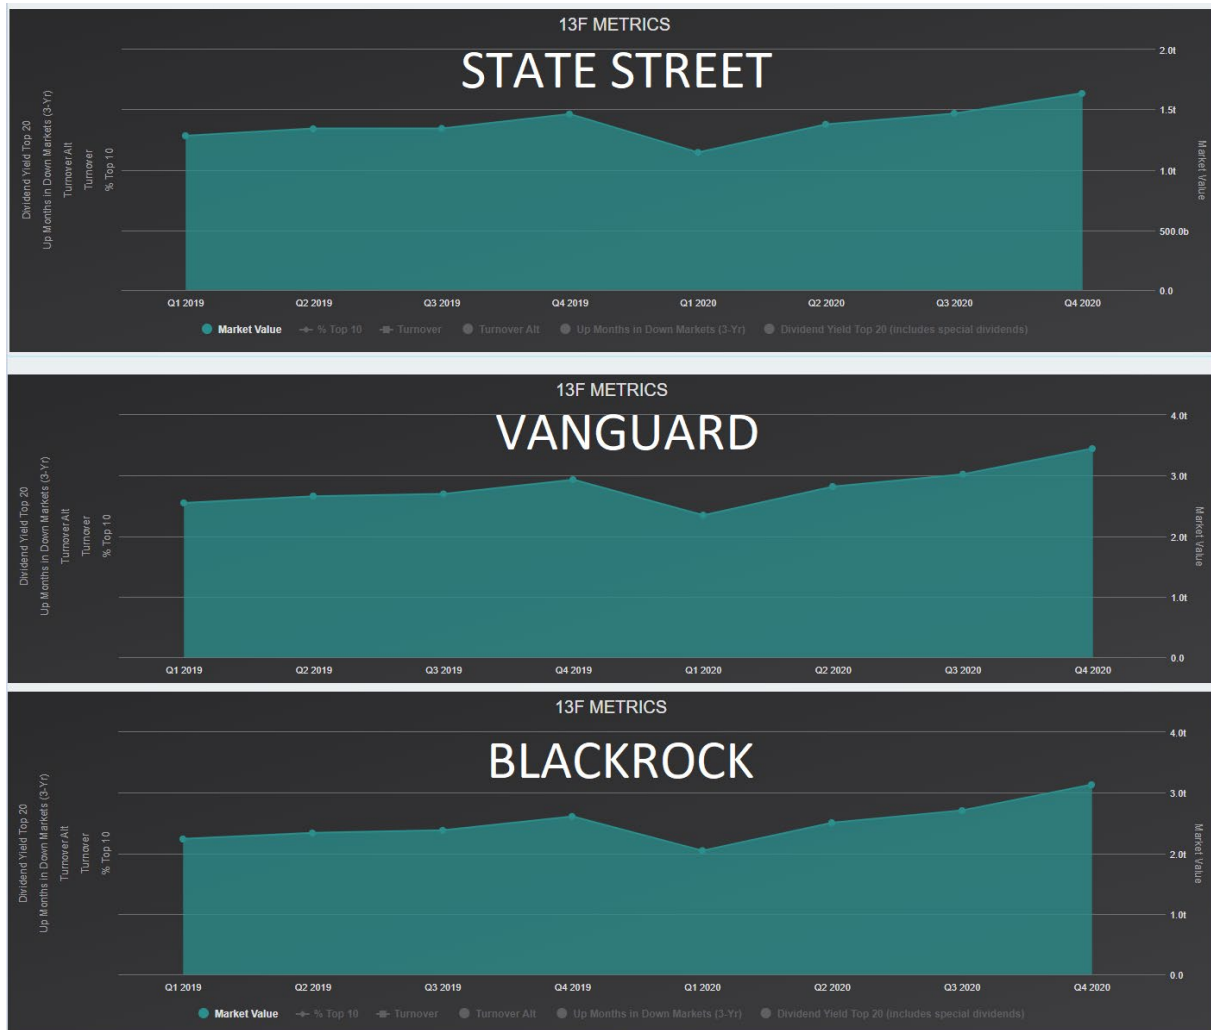 13F METRICS
STATE STREET
Dividend Yield Top 20
Up Months in Down Markets (3-Yr)
Turnover Alt
Turnover
% Top 10
2.0t
1.5t
1.0t
500.0b
0.0
Market Value
Q1 2019 Q2 2019 Q3 2019 Q4 2019 Q1 2020 Q2 2020 Q3 2020 Q4 2020
Market Value % Top 10 Turnover Turnover Alt Up Months in Down Markets (3-Yr) Dividend Yield Top 20 (includes special dividends)
13F METRICS
VANGUARD
Dividend Yield Top 20
Up Months in Down Markets (3-Yr)
Turnover Alt
Turnover
% Top 10
4.0t
3.0t
2.0t
1.0t
0.0
Market Value
Q1 2019 Q2 2019 Q3 2019 Q4 2019 Q1 2020 Q2 2020 Q3 2020 Q4 2020
13F METRICS
BLACKROCK
Dividend Yield Top 20
Up Months in Down Markets (3-Yr)
Turnover Alt
Turnover
% Top 10
4.0t
3.0t
2.0t
1.0t
0.0
Market Value
Q1 2019 Q2 2019 Q3 2019 Q4 2019 Q1 2020 Q2 2020 Q3 2020 Q4 2020
Market Value % Top 10 Turnover Turnover Alt Up Months in Down Markets (3-Yr) Dividend Yield Top 20 (includes special dividends)